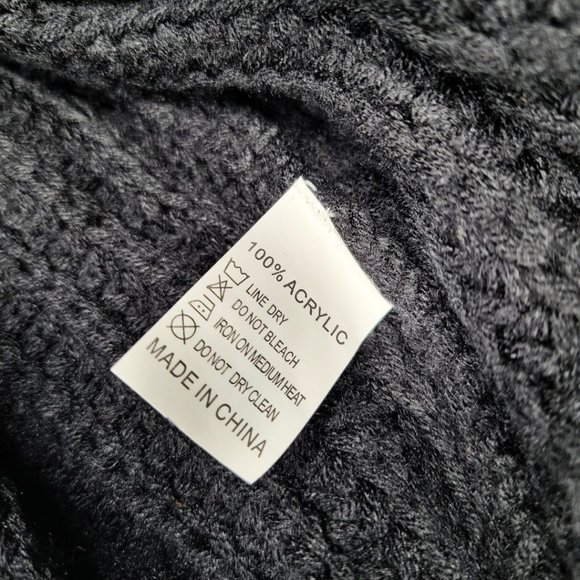 100% ACRYLIC
LINE DRY
DO NOT BLEACH
IRON ON MEDIUM HEAT
DO NOT DRY CLEAN
MADE IN CHINA